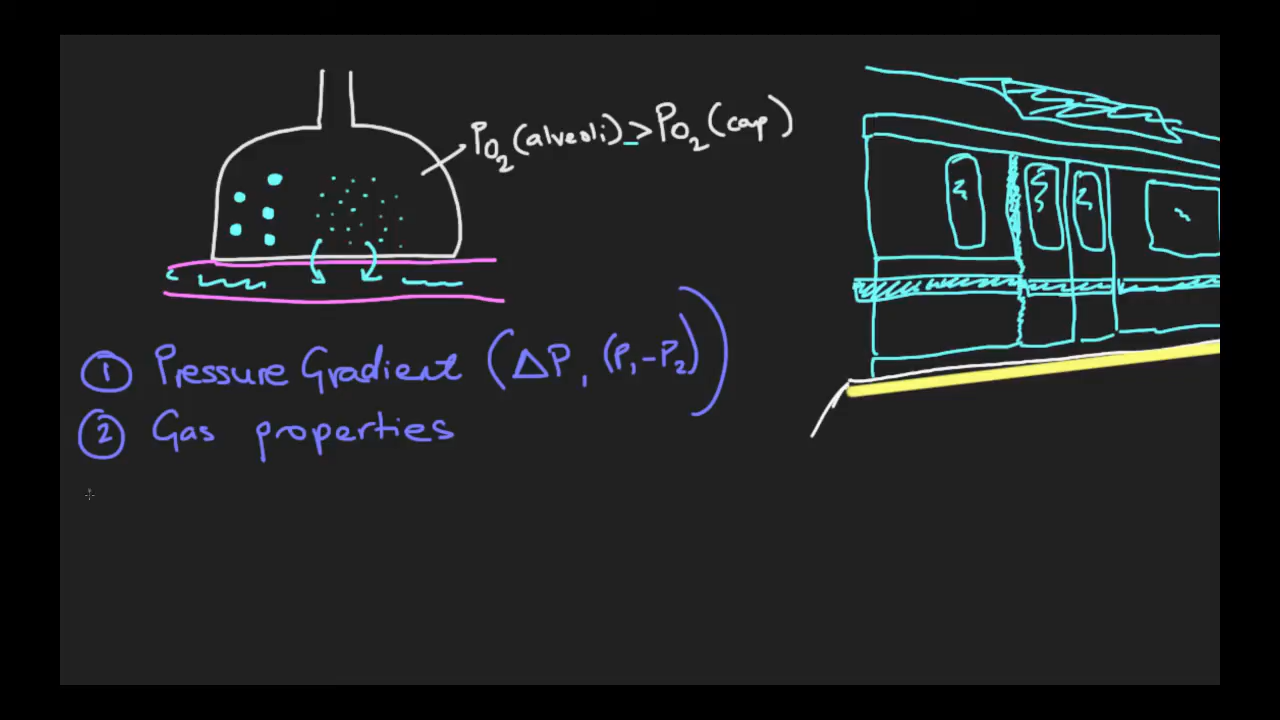 PO₂ (alveoli) > PO₂ (cap)
① Pressure Gradient (ΔP, (P₁-P₂))
② Gas properties